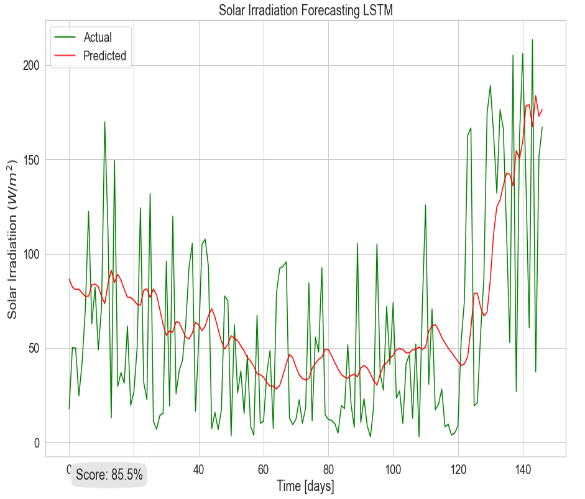 Solar Irradiation Forecasting LSTM
Actual
Predicted
Solar Irradiatiion (W/m²)
200
150
100
50
0
0 40 60 80 100 120 140
Score: 85.5%
Time [days]